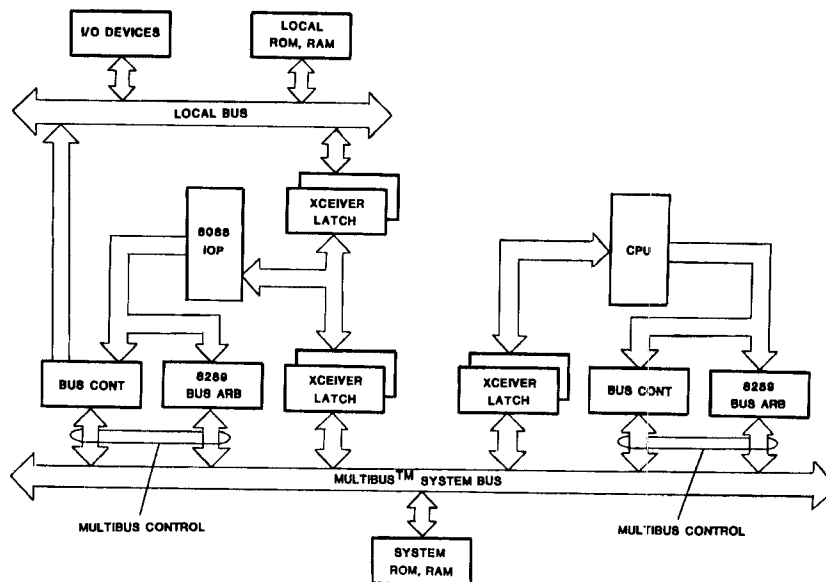 I/O DEVICES
LOCAL
ROM, RAM
LOCAL BUS
XCEIVER
LATCH
8088
IOP
CPU
BUS CONT
8289
BUS ARB
XCEIVER
LATCH
XCEIVER
LATCH
BUS CONT
8289
BUS ARB
MULTIBUS™ SYSTEM BUS
MULTIBUS CONTROL
MULTIBUS CONTROL
SYSTEM
ROM, RAM